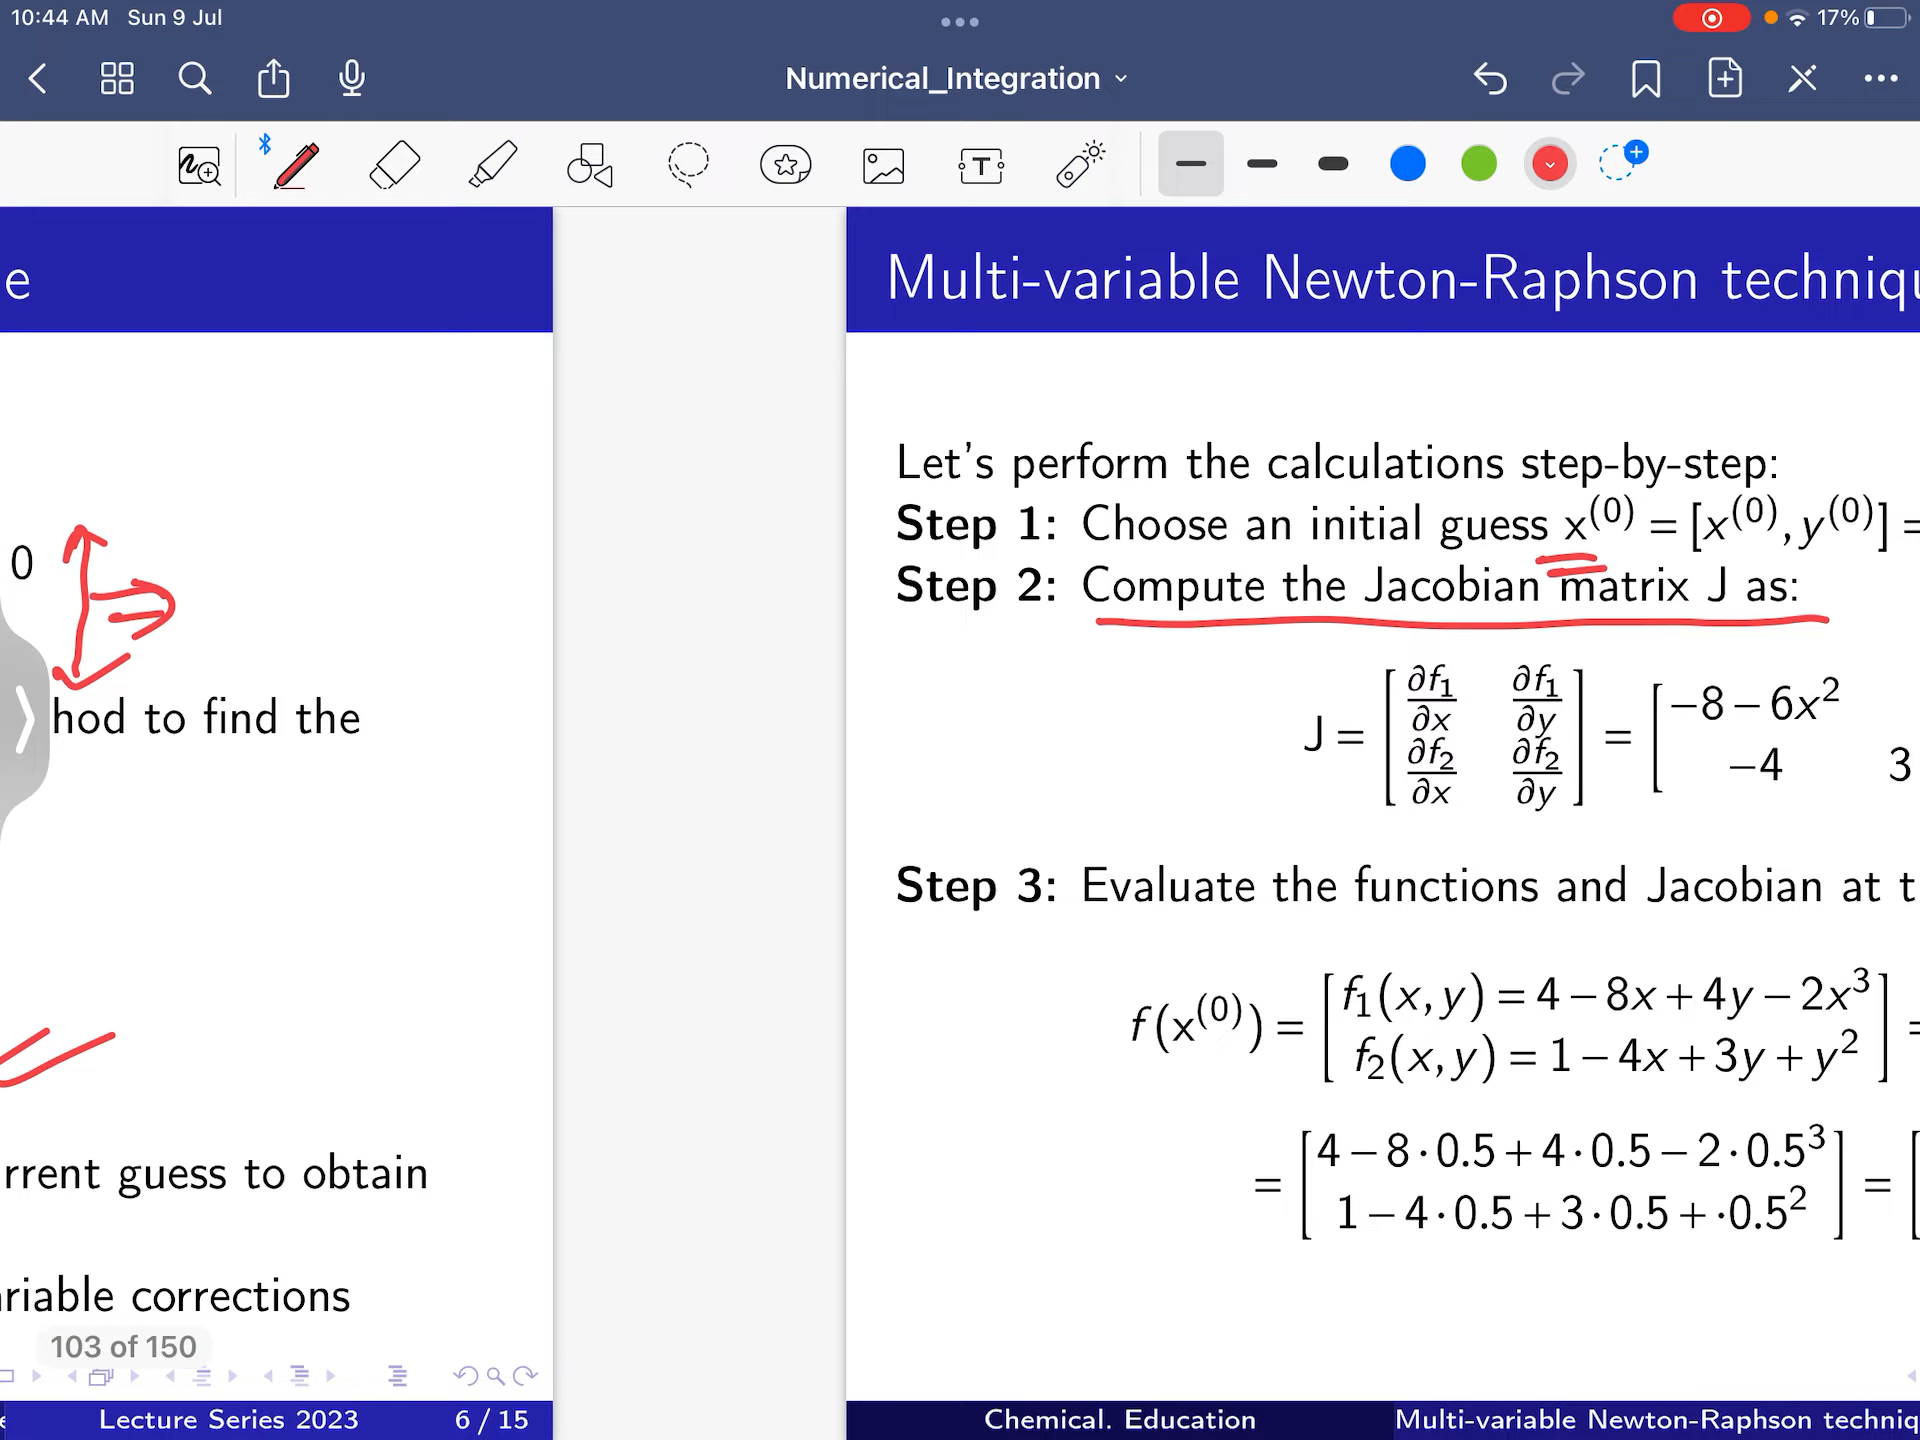 10:44 AM Sun 9 Jul
17%
Numerical_Integration
e
0
hod to find the
rrent guess to obtain
riable corrections
103 of 150
Lecture Series 2023 6 / 15
Multi-variable Newton-Raphson techniqu
Let's perform the calculations step-by-step:
Step 1: Choose an initial guess x^(0) = [x^(0), y^(0)] =
Step 2: Compute the Jacobian matrix J as:
J = [∂f₁/∂x ∂f₁/∂y
∂f₂/∂x ∂f₂/∂y] = [−8 − 6x²
−4 3
Step 3: Evaluate the functions and Jacobian at t
f(x^(0)) = [f₁(x, y) = 4 − 8x + 4y − 2x³
f₂(x, y) = 1 − 4x + 3y + y²] =
= [4 − 8 · 0.5 + 4 · 0.5 − 2 · 0.5³
1 − 4 · 0.5 + 3 · 0.5 + ·0.5²] = [
Chemical. Education
Multi-variable Newton-Raphson techniq